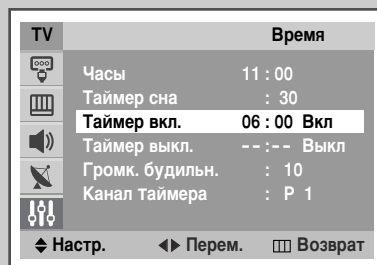 TV Время
Часы 11 : 00
Таймер сна : 30
Таймер вкл. 06 : 00 Вкл
Таймер выкл. - - : - - Выкл
Громк. будильн. : 10
Канал таймера : P 1
Настр. Перем. Возврат